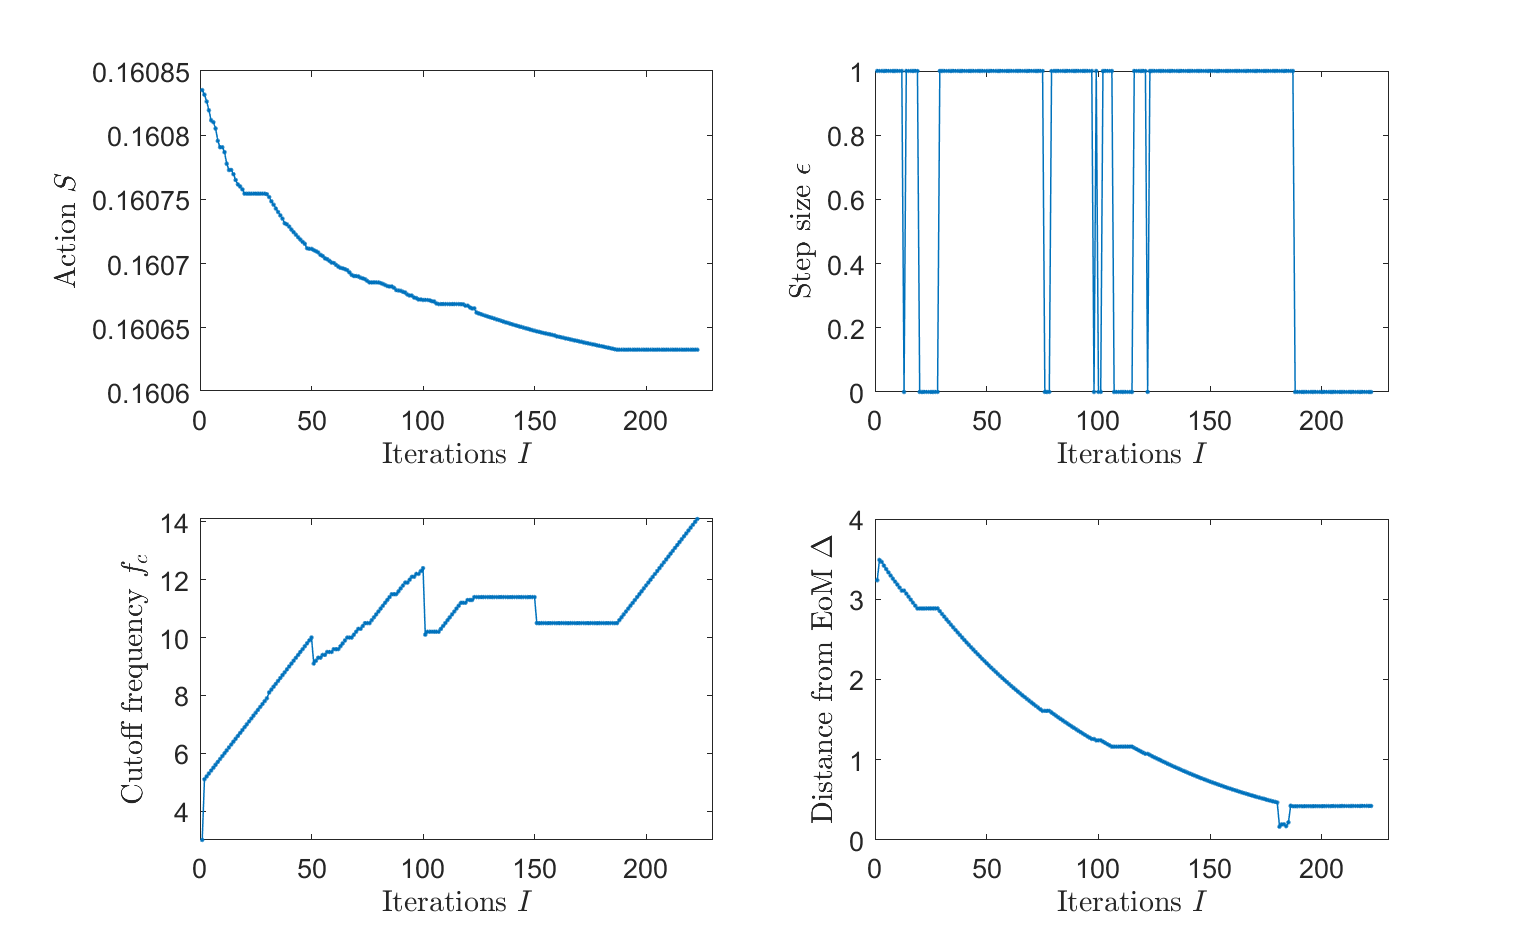 0.16085
0.1608
0.16075
0.1607
0.16065
0.1606
Action S
0 50 100 150 200
Iterations I
1
0.8
0.6
0.4
0.2
0
Step size ϵ
0 50 100 150 200
Iterations I
14
12
10
8
6
4
Cutoff frequency f_c
0 50 100 150 200
Iterations I
4
3
2
1
0
Distance from EoM Δ
0 50 100 150 200
Iterations I